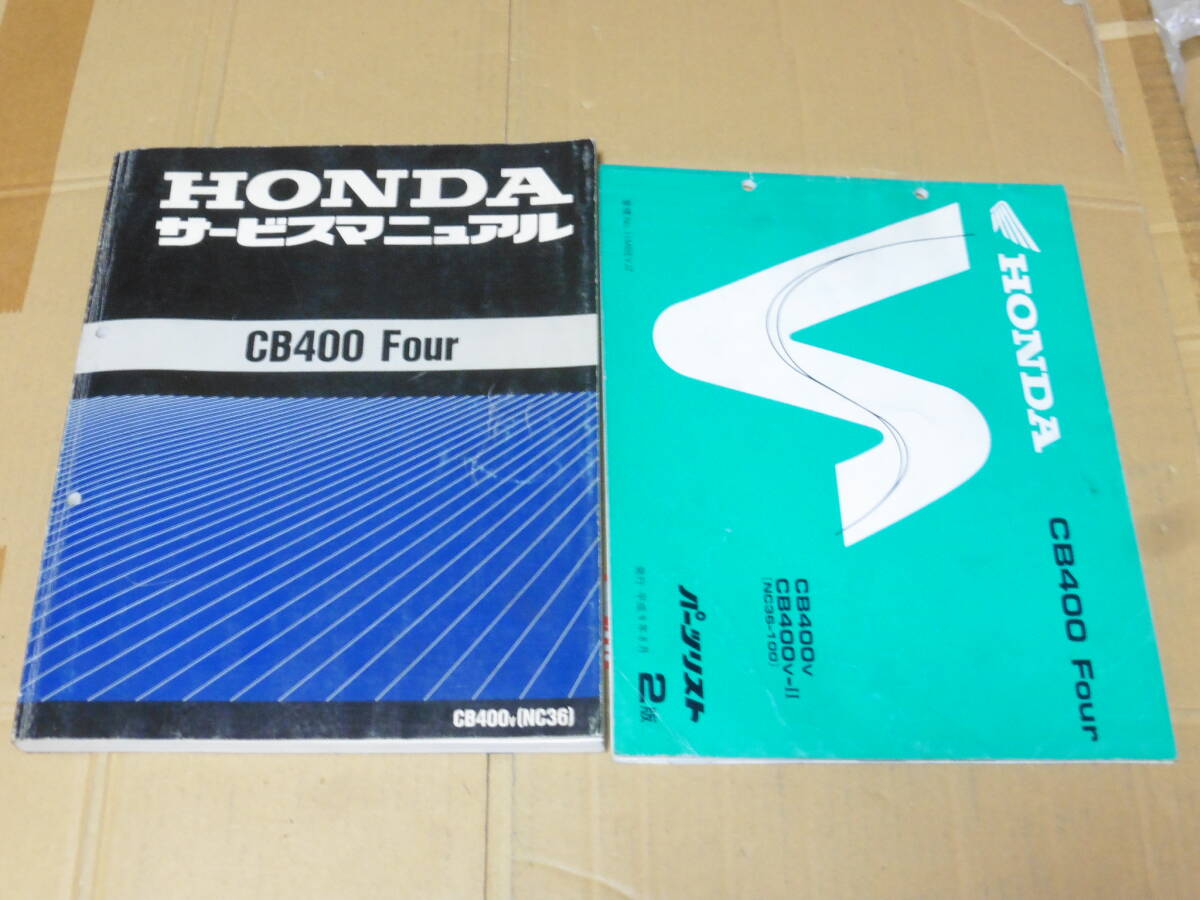 HONDA
サービスマニュアル
CB400 Four
CB400V(NC36)
HONDA
CB400 Four
CB400V
CB400V-II
(NC36-100)
パーツリスト
2版